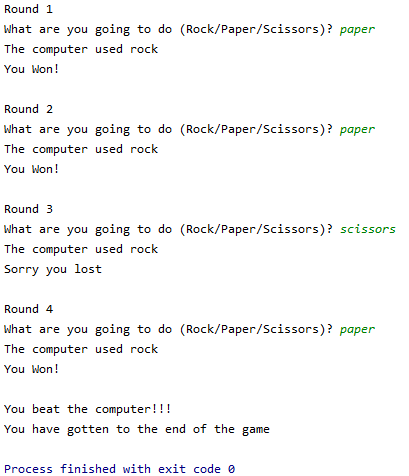 Round 1
What are you going to do (Rock/Paper/Scissors)? paper
The computer used rock
You Won!
Round 2
What are you going to do (Rock/Paper/Scissors)? paper
The computer used rock
You Won!
Round 3
What are you going to do (Rock/Paper/Scissors)? scissors
The computer used rock
Sorry you lost
Round 4
What are you going to do (Rock/Paper/Scissors)? paper
The computer used rock
You Won!
You beat the computer!!!
You have gotten to the end of the game
Process finished with exit code 0